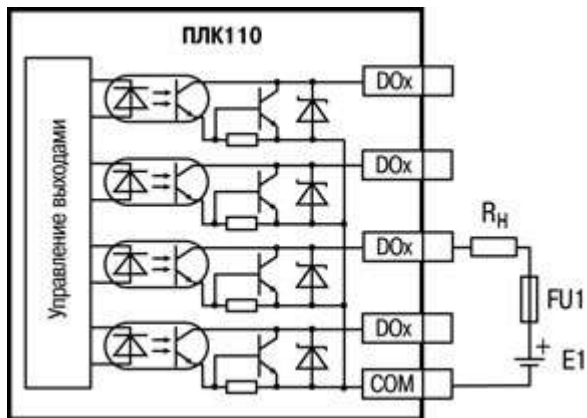 ПЛК110
Управление выходами
DOx
DOx
DOx
DOx
COM
RН
FU1
+
E1